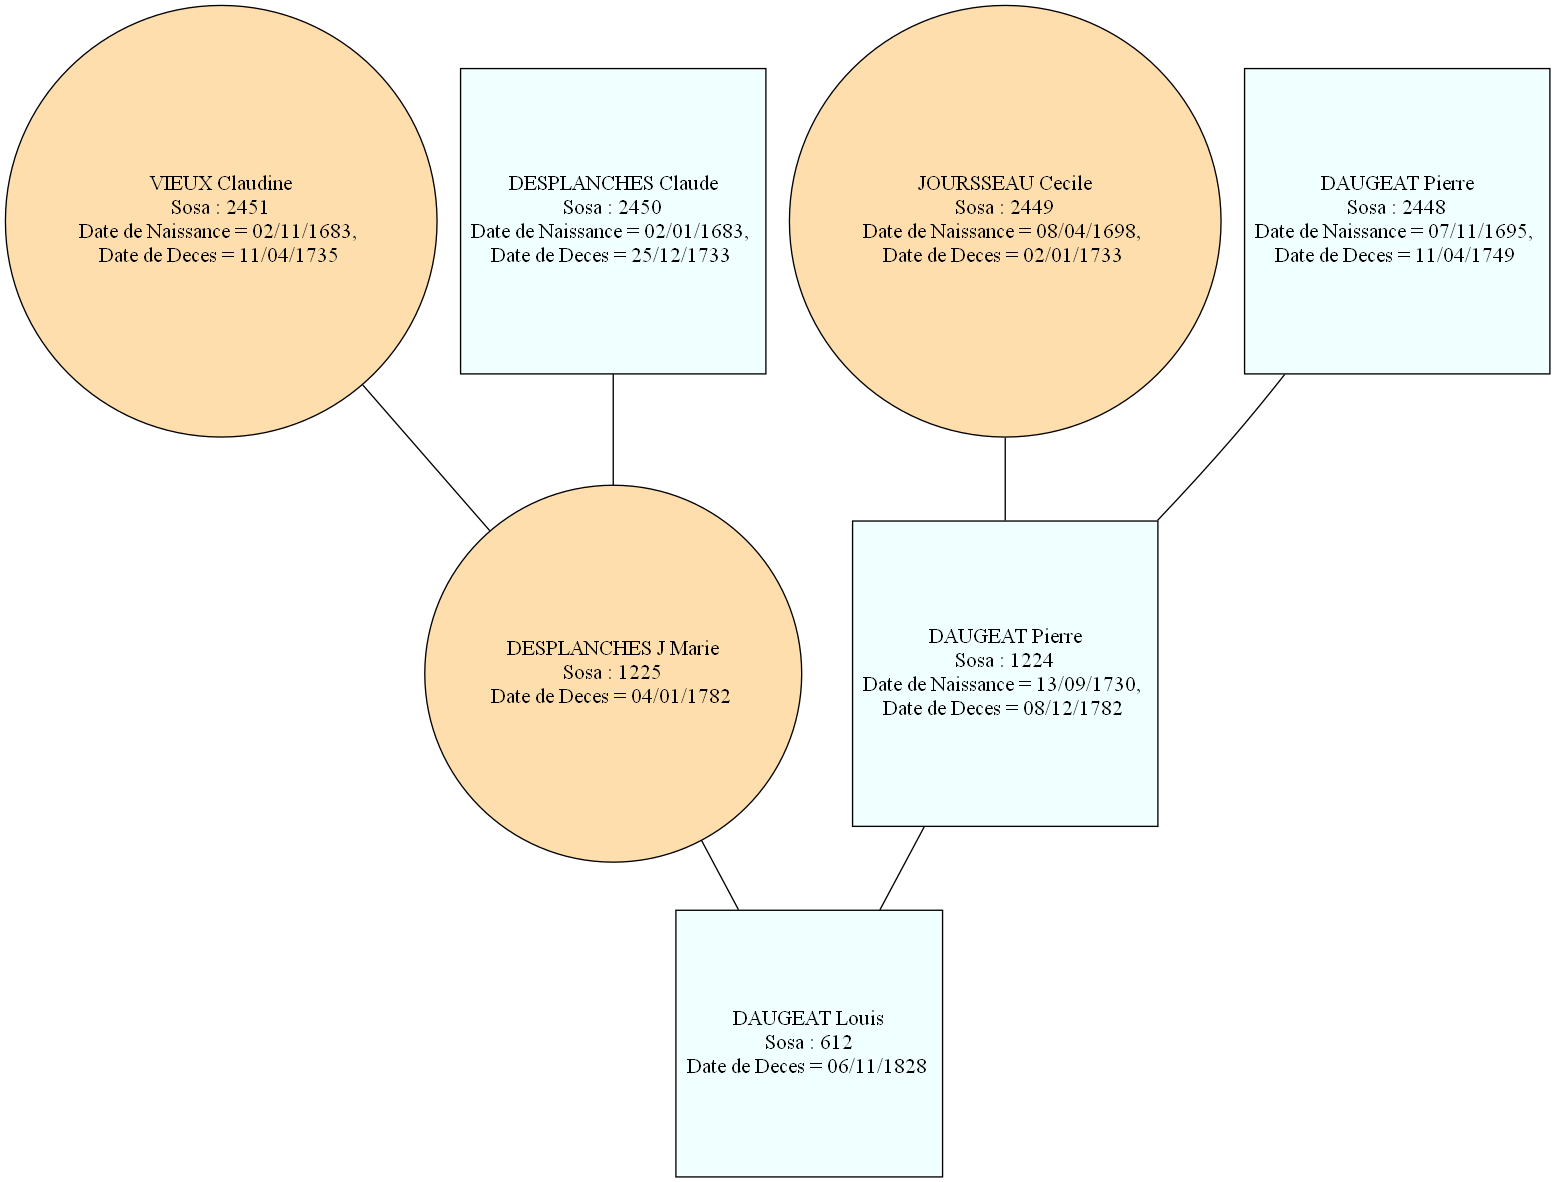 VIEUX Claudine
Sosa : 2451
Date de Naissance = 02/11/1683,
Date de Deces = 11/04/1735
DESPLANCHES Claude
Sosa : 2450
Date de Naissance = 02/01/1683,
Date de Deces = 25/12/1733
JOURSSEAU Cecile
Sosa : 2449
Date de Naissance = 08/04/1698,
Date de Deces = 02/01/1733
DAUGEAT Pierre
Sosa : 2448
Date de Naissance = 07/11/1695,
Date de Deces = 11/04/1749
DESPLANCHES J Marie
Sosa : 1225
Date de Deces = 04/01/1782
DAUGEAT Pierre
Sosa : 1224
Date de Naissance = 13/09/1730,
Date de Deces = 08/12/1782
DAUGEAT Louis
Sosa : 612
Date de Deces = 06/11/1828